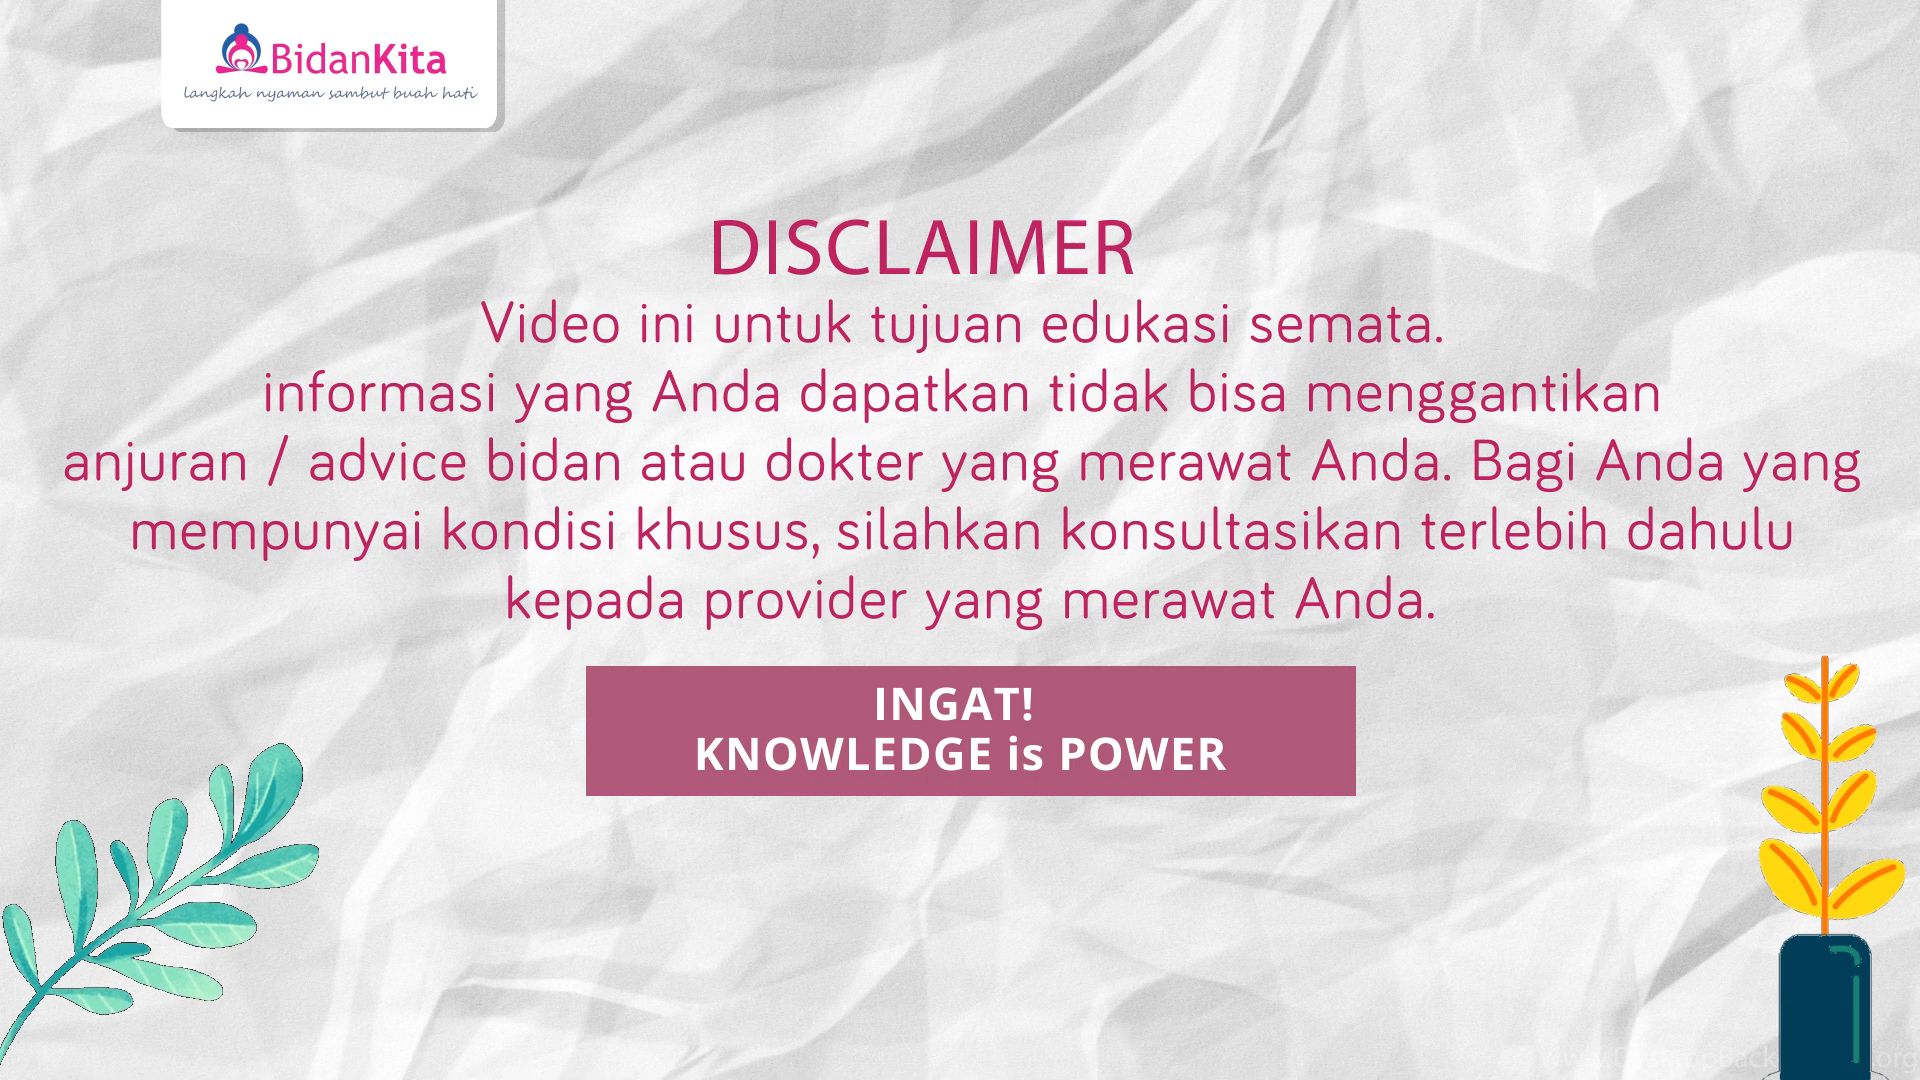 BidanKita
langkah nyaman sambut buah hati
DISCLAIMER
Video ini untuk tujuan edukasi semata.
informasi yang Anda dapatkan tidak bisa menggantikan
anjuran / advice bidan atau dokter yang merawat Anda. Bagi Anda yang
mempunyai kondisi khusus, silahkan konsultasikan terlebih dahulu
kepada provider yang merawat Anda.
INGAT!
KNOWLEDGE is POWER